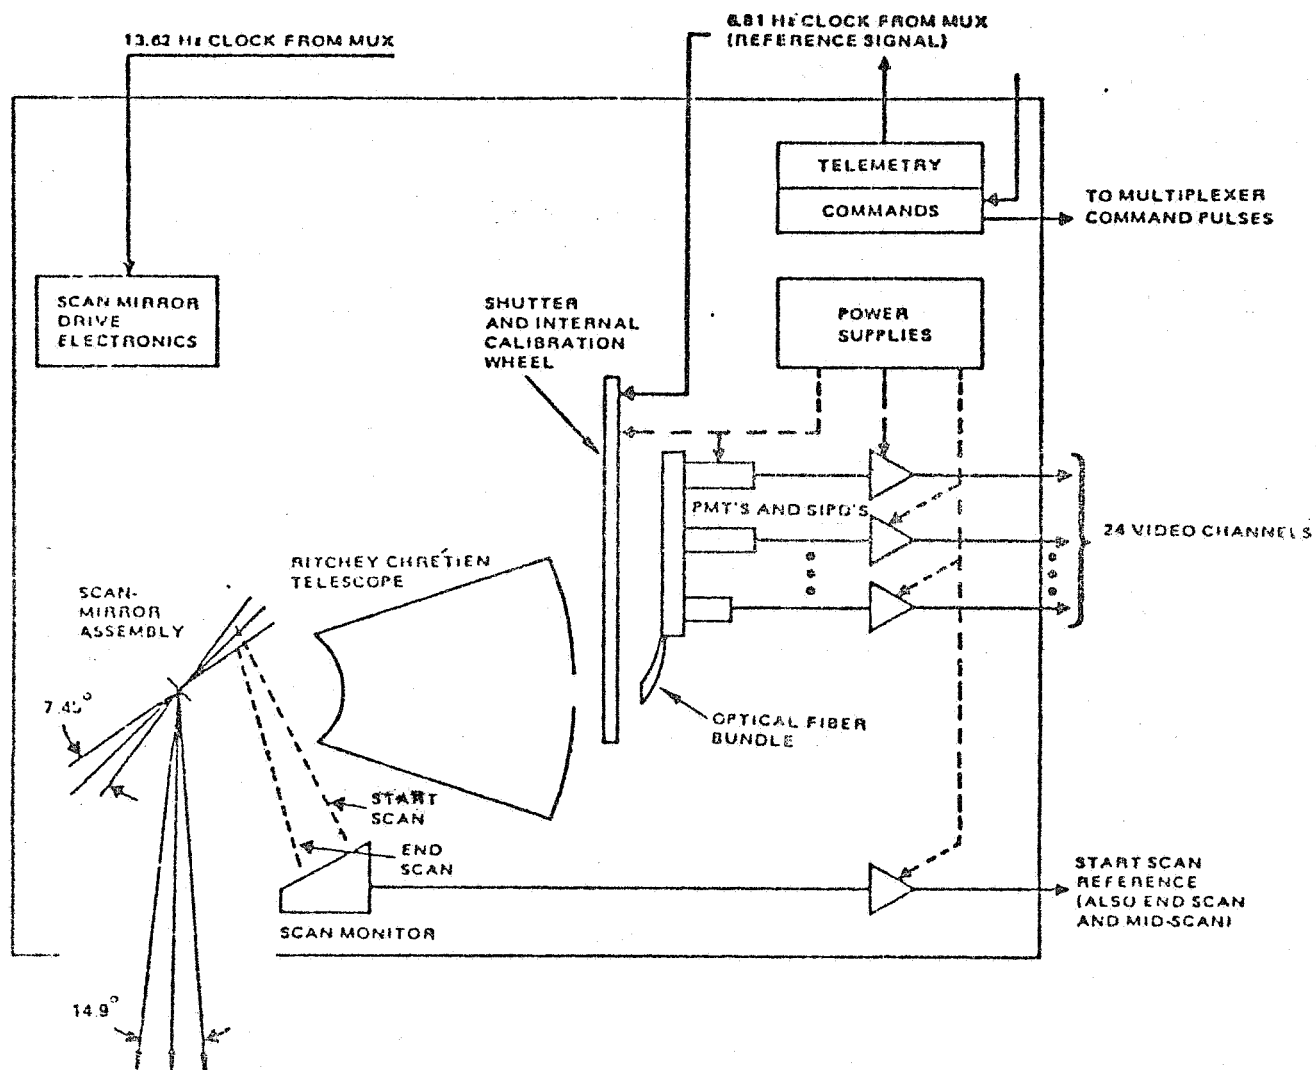 13.62 Hz CLOCK FROM MUX
6.81 Hz CLOCK FROM MUX
(REFERENCE SIGNAL)
TELEMETRY
COMMANDS
TO MULTIPLEXER
COMMAND PULSES
SCAN MIRROR
DRIVE
ELECTRONICS
SHUTTER
AND INTERNAL
CALIBRATION
WHEEL
POWER
SUPPLIES
PMT'S AND SIPD'S
24 VIDEO CHANNELS
RITCHEY CHRÉTIEN
TELESCOPE
SCAN-
MIRROR
ASSEMBLY
7.45°
OPTICAL FIBER
BUNDLE
START
SCAN
END
SCAN
SCAN MONITOR
START SCAN
REFERENCE
(ALSO END SCAN
AND MID-SCAN)
14.9°